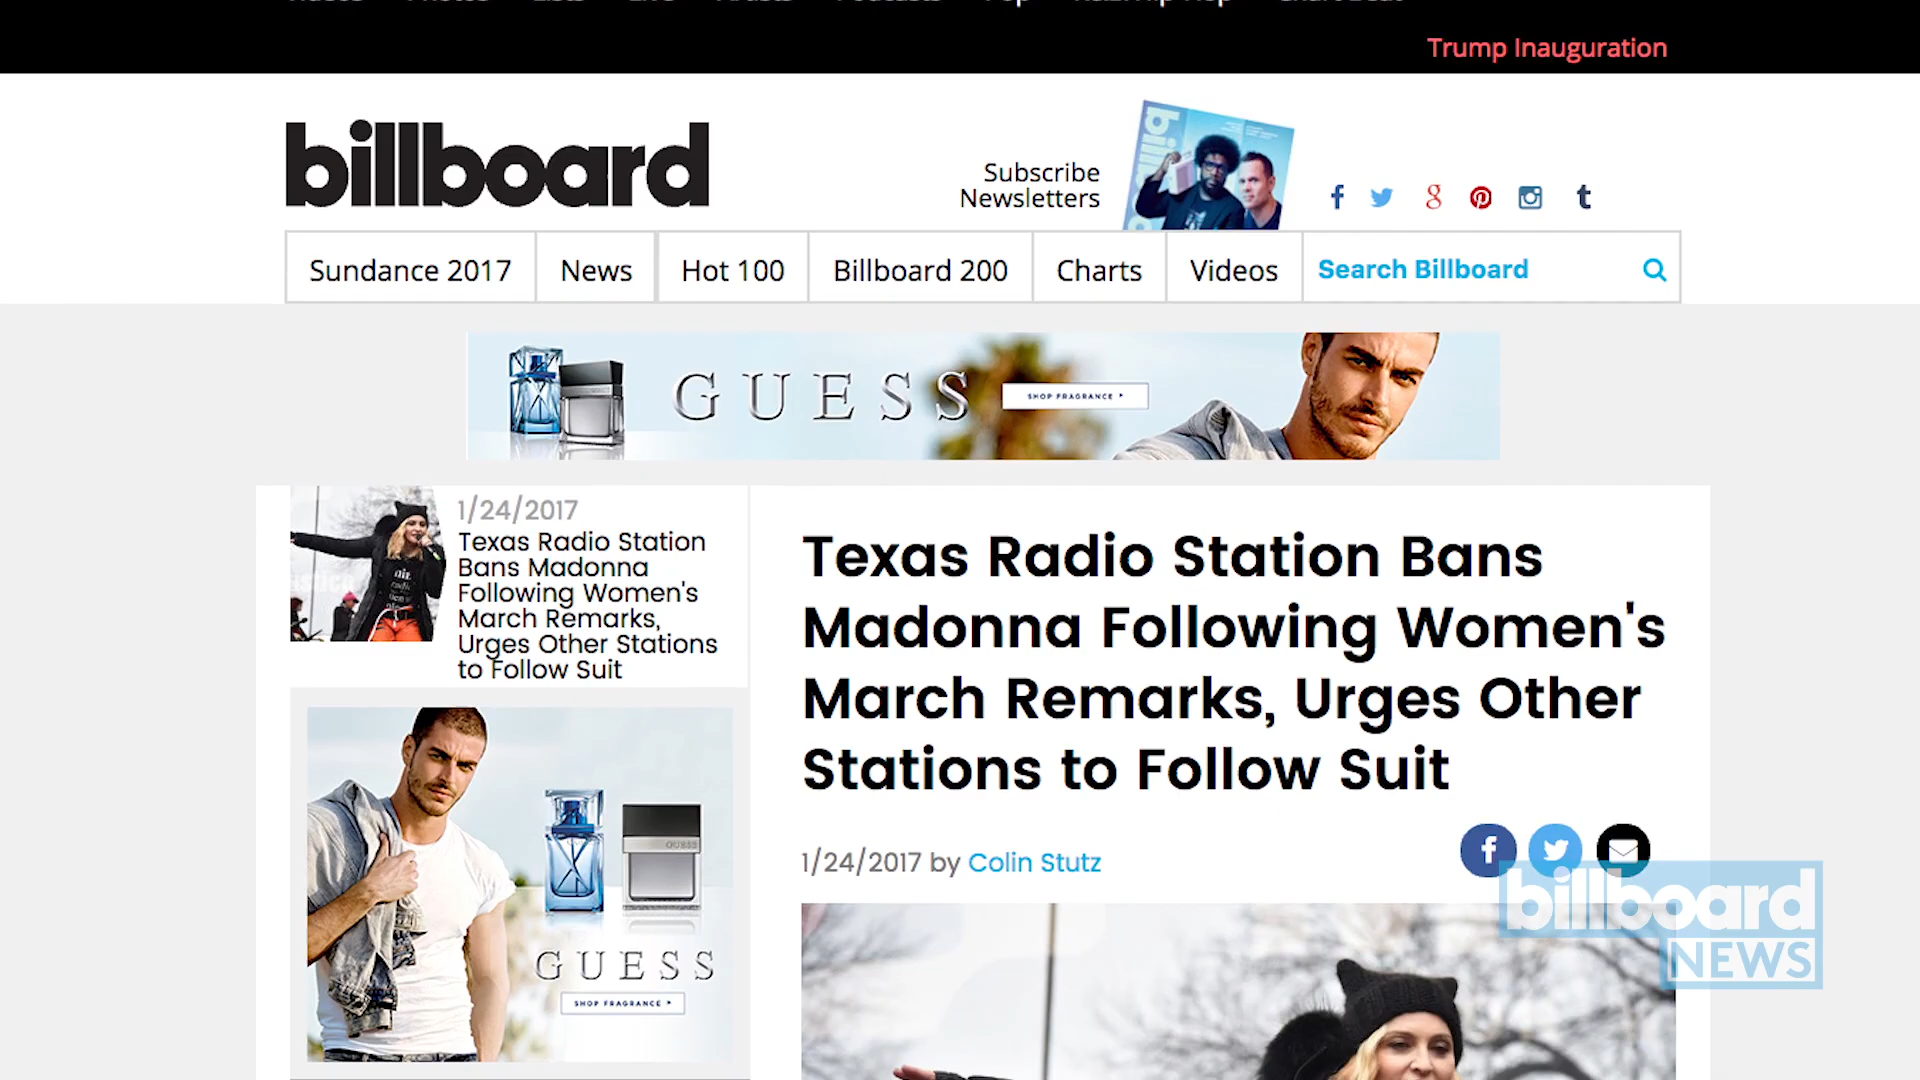 Trump Inauguration
billboard
Subscribe
Newsletters
billb
Sundance 2017
News
Hot 100
Billboard 200
Charts
Videos
Search Billboard
GUESS
SHOP FRAGRANCE
1/24/2017
Texas Radio Station
Bans Madonna
Following Women's
March Remarks,
Urges Other Stations
to Follow Suit
Texas Radio Station Bans
Madonna Following Women's
March Remarks, Urges Other
Stations to Follow Suit
1/24/2017 by Colin Stutz
GUESS
GUESS
SHOP FRAGRANCE
billboard
NEWS